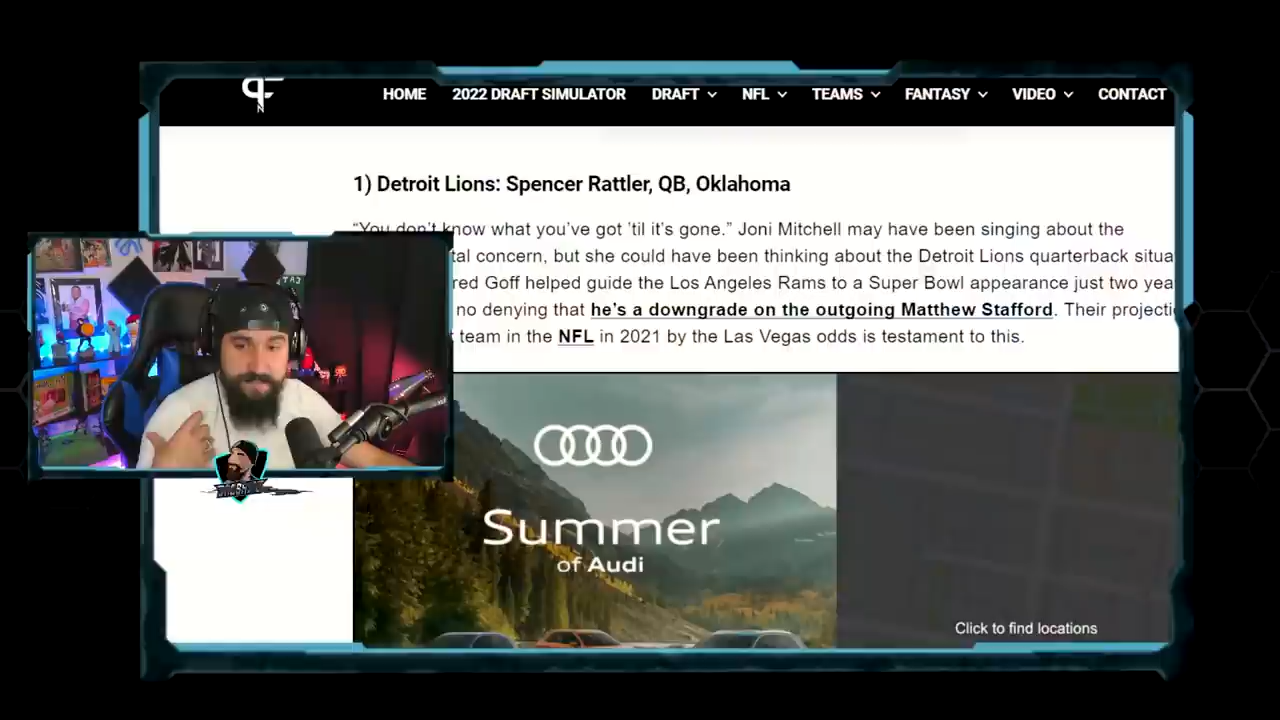 HOME 2022 DRAFT SIMULATOR DRAFT NFL TEAMS FANTASY VIDEO CONTACT
1) Detroit Lions: Spencer Rattler, QB, Oklahoma
“You don’t know what you’ve got ’til it’s gone.” Joni Mitchell may have been singing about the
tal concern, but she could have been thinking about the Detroit Lions quarterback situa
red Goff helped guide the Los Angeles Rams to a Super Bowl appearance just two yea
no denying that he’s a downgrade on the outgoing Matthew Stafford. Their projecti
t team in the NFL in 2021 by the Las Vegas odds is testament to this.
Summer
of Audi
Click to find locations